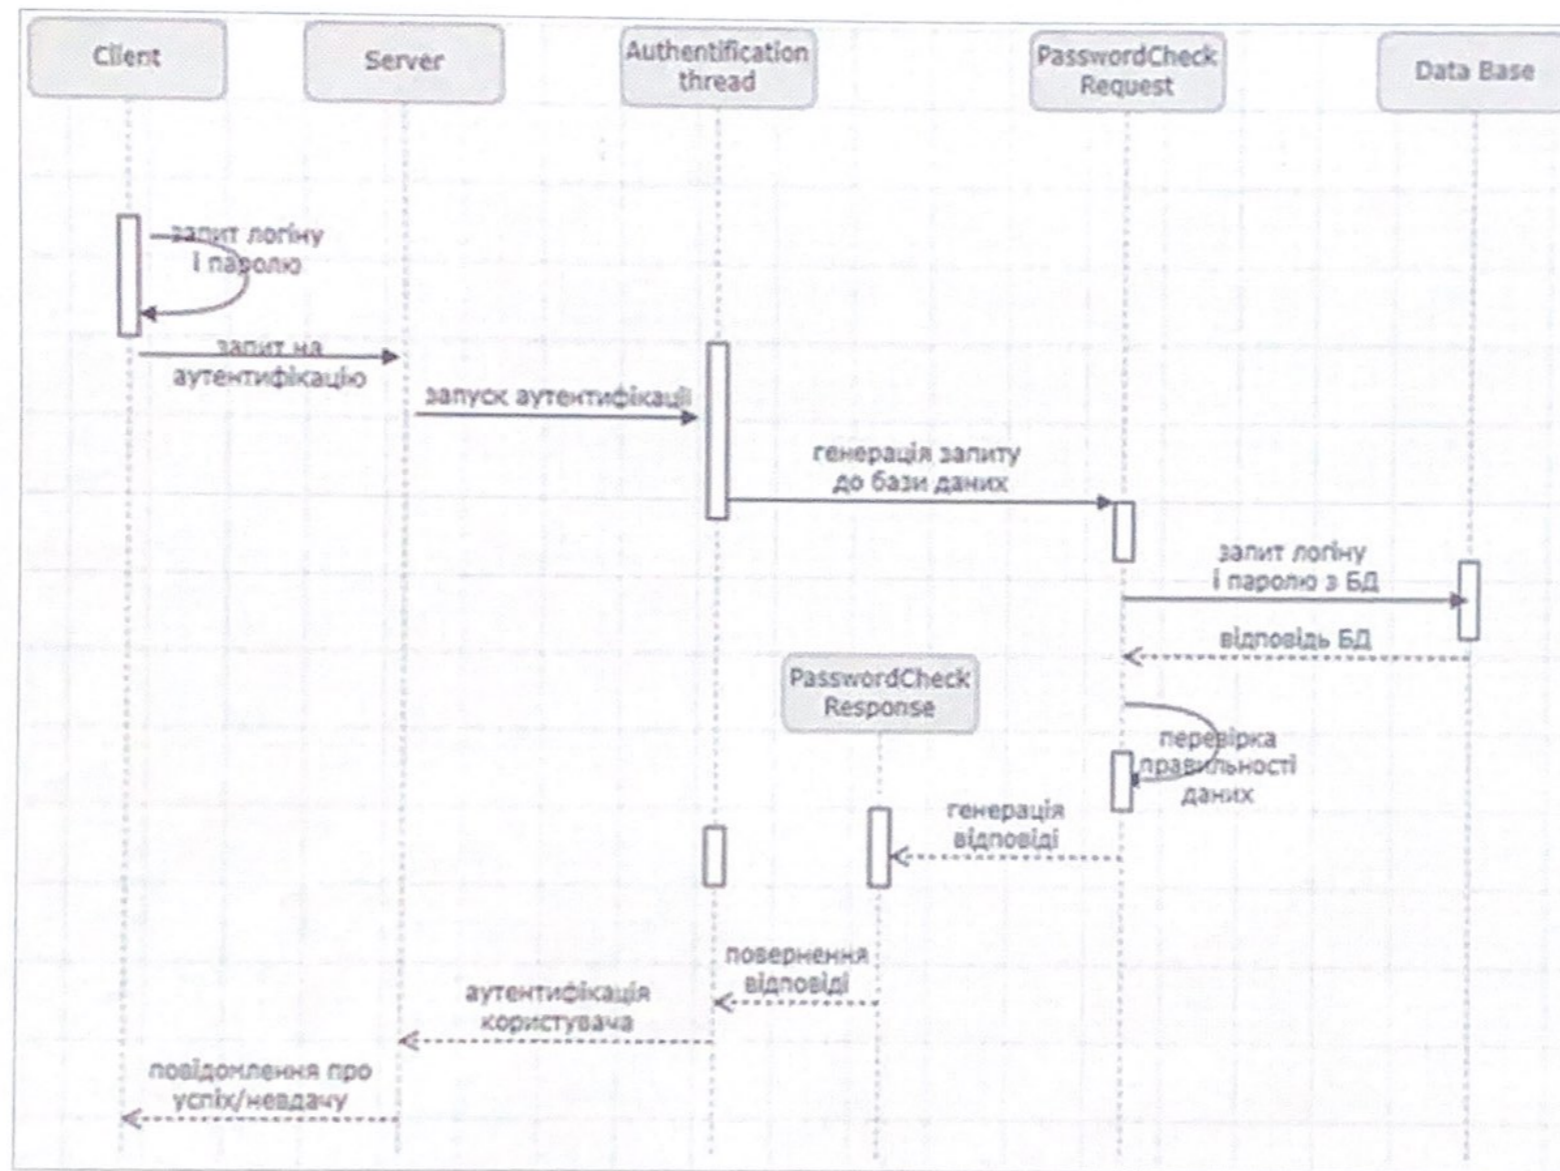 Client
Server
Authentification
thread
PasswordCheck
Request
Data Base
запит логіну
і паролю
запит на
аутентифікацію
запуск аутентифікації
генерація запиту
до бази даних
запит логіну
і паролю з БД
відповідь БД
PasswordCheck
Response
перевірка
правильності
даних
генерація
відповіді
повернення
відповіді
аутентифікація
користувача
повідомлення про
успіх/невдачу